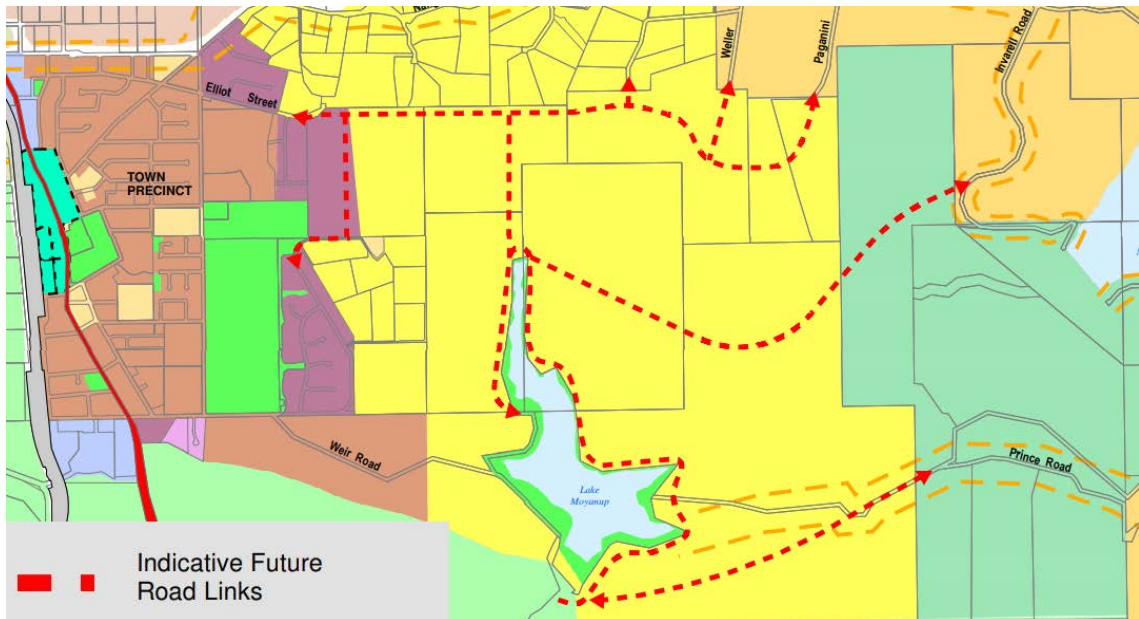 Weller
Paganini
Invarell Road
Elliot Street
TOWN
PRECINCT
Weir Road
Lake
Moyanup
Prince Road
Indicative Future
Road Links